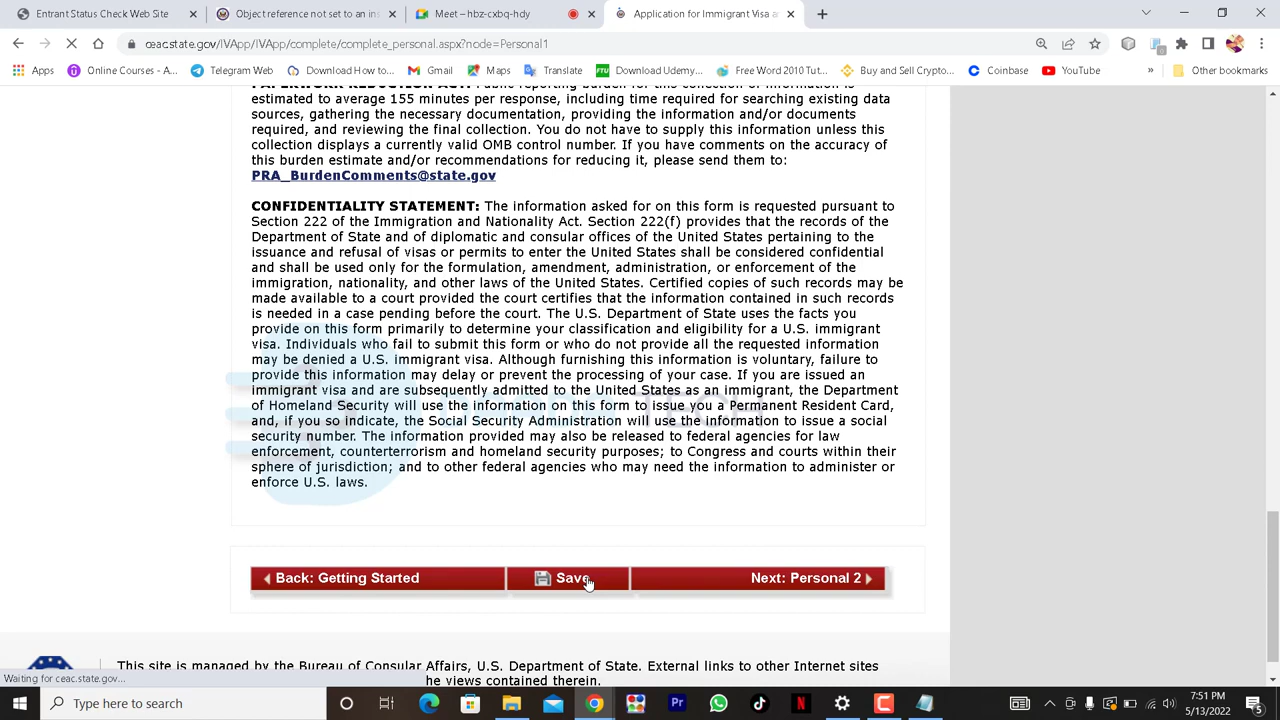 Entrant Status Check Web Site
Object reference not set to an in
Meet – hbz-cxbq-hdy
Application for Immigrant Visa a
ceac.state.gov/IVApp/IVApp/complete/complete_personal.aspx?node=Personal1
Apps
Online Courses - A...
Telegram Web
Download How to...
Gmail
Maps
Translate
Download Udemy...
Free Word 2010 Tut...
Buy and Sell Crypto...
Coinbase
YouTube
»
Other bookmarks
PAPERWORK REDUCTION ACT: Public reporting burden for this collection of information is
estimated to average 155 minutes per response, including time required for searching existing data
sources, gathering the necessary documentation, providing the information and/or documents
required, and reviewing the final collection. You do not have to supply this information unless this
collection displays a currently valid OMB control number. If you have comments on the accuracy of
this burden estimate and/or recommendations for reducing it, please send them to:
PRA_BurdenComments@state.gov
CONFIDENTIALITY STATEMENT: The information asked for on this form is requested pursuant to
Section 222 of the Immigration and Nationality Act. Section 222(f) provides that the records of the
Department of State and of diplomatic and consular offices of the United States pertaining to the
issuance and refusal of visas or permits to enter the United States shall be considered confidential
and shall be used only for the formulation, amendment, administration, or enforcement of the
immigration, nationality, and other laws of the United States. Certified copies of such records may be
made available to a court provided the court certifies that the information contained in such records
is needed in a case pending before the court. The U.S. Department of State uses the facts you
provide on this form primarily to determine your classification and eligibility for a U.S. immigrant
visa. Individuals who fail to submit this form or who do not provide all the requested information
may be denied a U.S. immigrant visa. Although furnishing this information is voluntary, failure to
provide this information may delay or prevent the processing of your case. If you are issued an
immigrant visa and are subsequently admitted to the United States as an immigrant, the Department
of Homeland Security will use the information on this form to issue you a Permanent Resident Card,
and, if you so indicate, the Social Security Administration will use the information to issue a social
security number. The information provided may also be released to federal agencies for law
enforcement, counterterrorism and homeland security purposes; to Congress and courts within their
sphere of jurisdiction; and to other federal agencies who may need the information to administer or
enforce U.S. laws.
Back: Getting Started
Save
Next: Personal 2
This site is managed by the Bureau of Consular Affairs, U.S. Department of State. External links to other Internet sites
he views contained therein.
Waiting for ceac.state.gov...
Type here to search
7:51 PM
5/13/2022
5